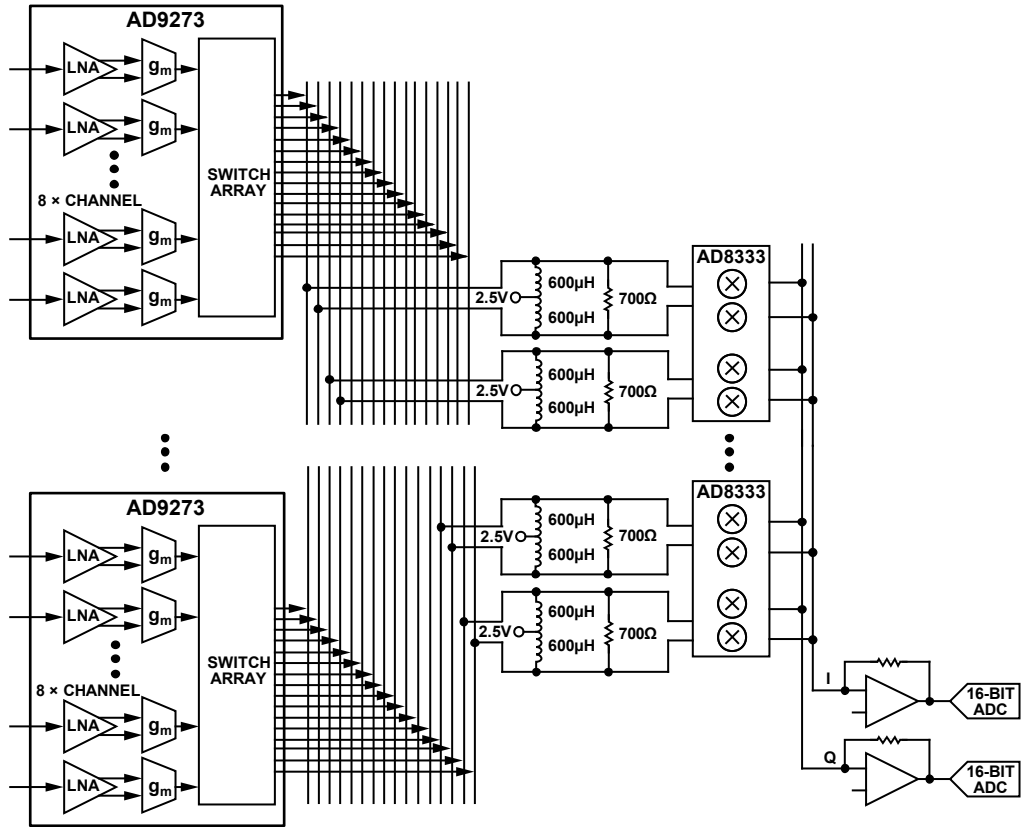 AD9273
LNA
gm
LNA
gm
8 × CHANNEL
LNA
gm
LNA
gm
SWITCH
ARRAY
2.5V
600µH
600µH
700Ω
2.5V
600µH
600µH
700Ω
AD8333
AD9273
LNA
gm
LNA
gm
8 × CHANNEL
LNA
gm
LNA
gm
SWITCH
ARRAY
2.5V
600µH
600µH
700Ω
2.5V
600µH
600µH
700Ω
AD8333
I
16-BIT
ADC
Q
16-BIT
ADC